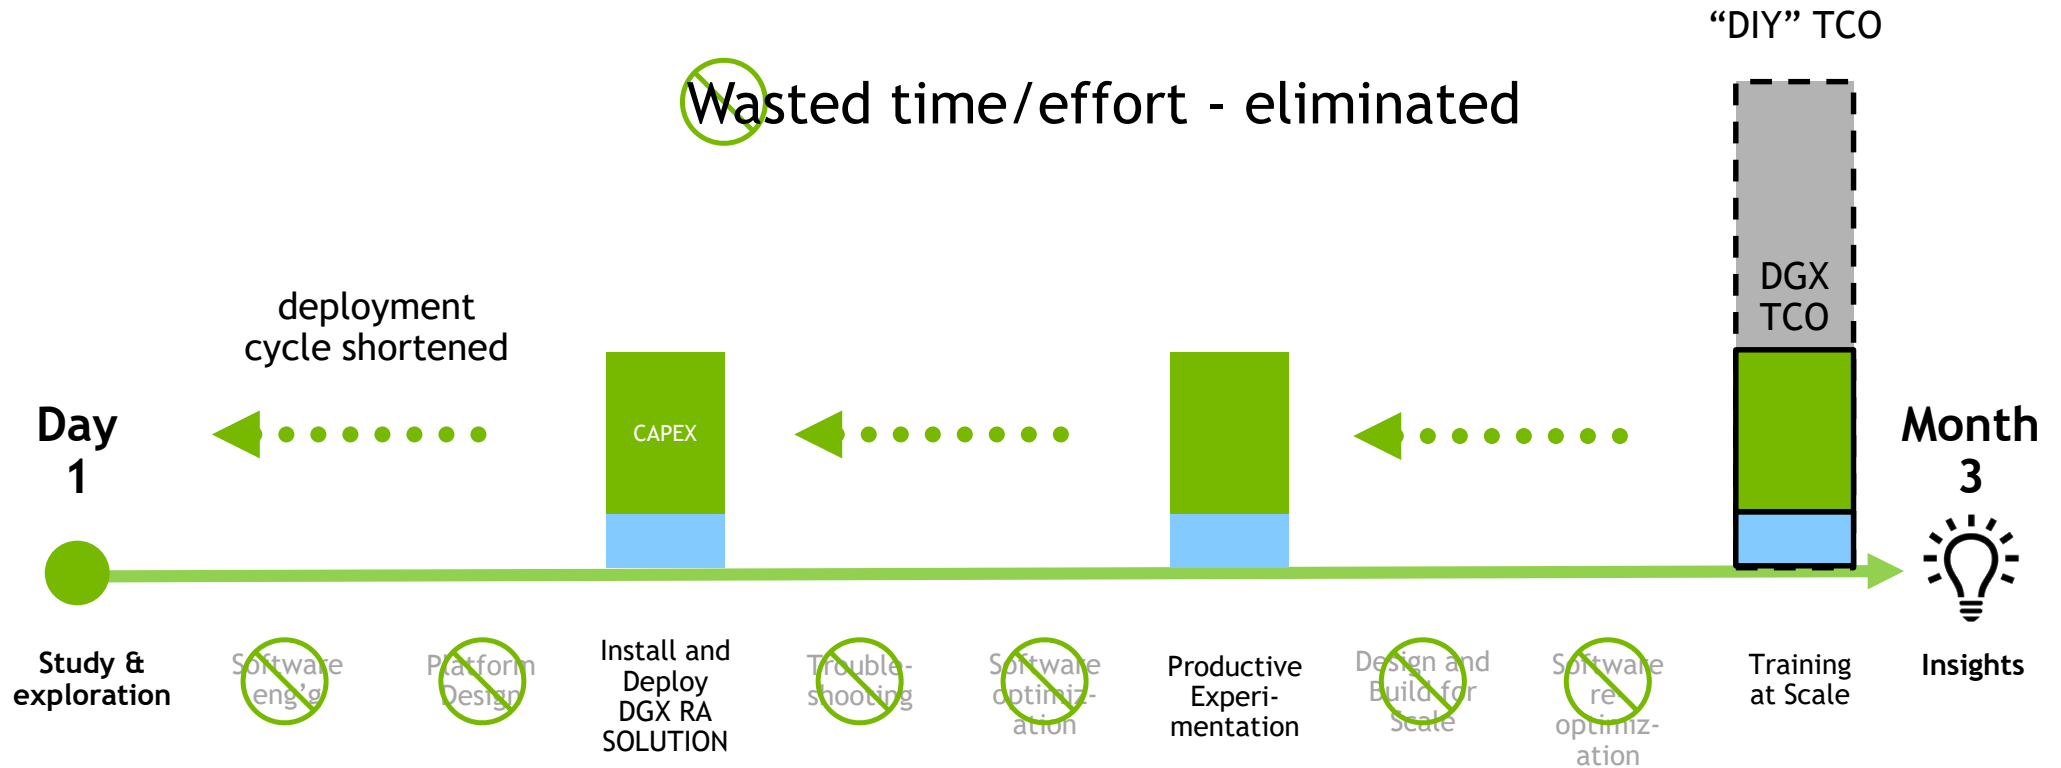 “DIY” TCO
Wasted time/effort - eliminated
DGX
TCO
deployment
cycle shortened
Day
1
CAPEX
Month
3
Study &
exploration
Software
eng’g
Platform
Design
Install and
Deploy
DGX RA
SOLUTION
Trouble-
shooting
Software
optimiz-
ation
Productive
Experi-
mentation
Design and
Build for
Scale
Software
re-
optimiz-
ation
Training
at Scale
Insights